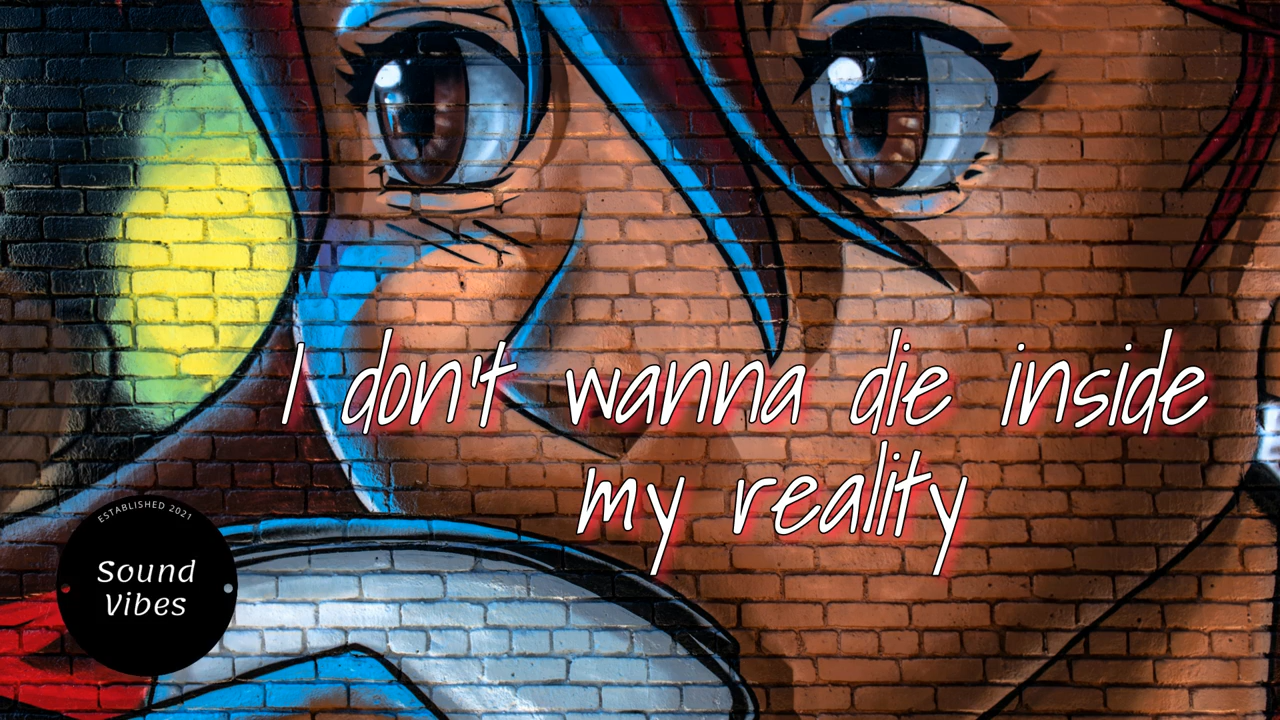 I don't wanna die inside
my reality
ESTABLISHED 2021
Sound
Vibes